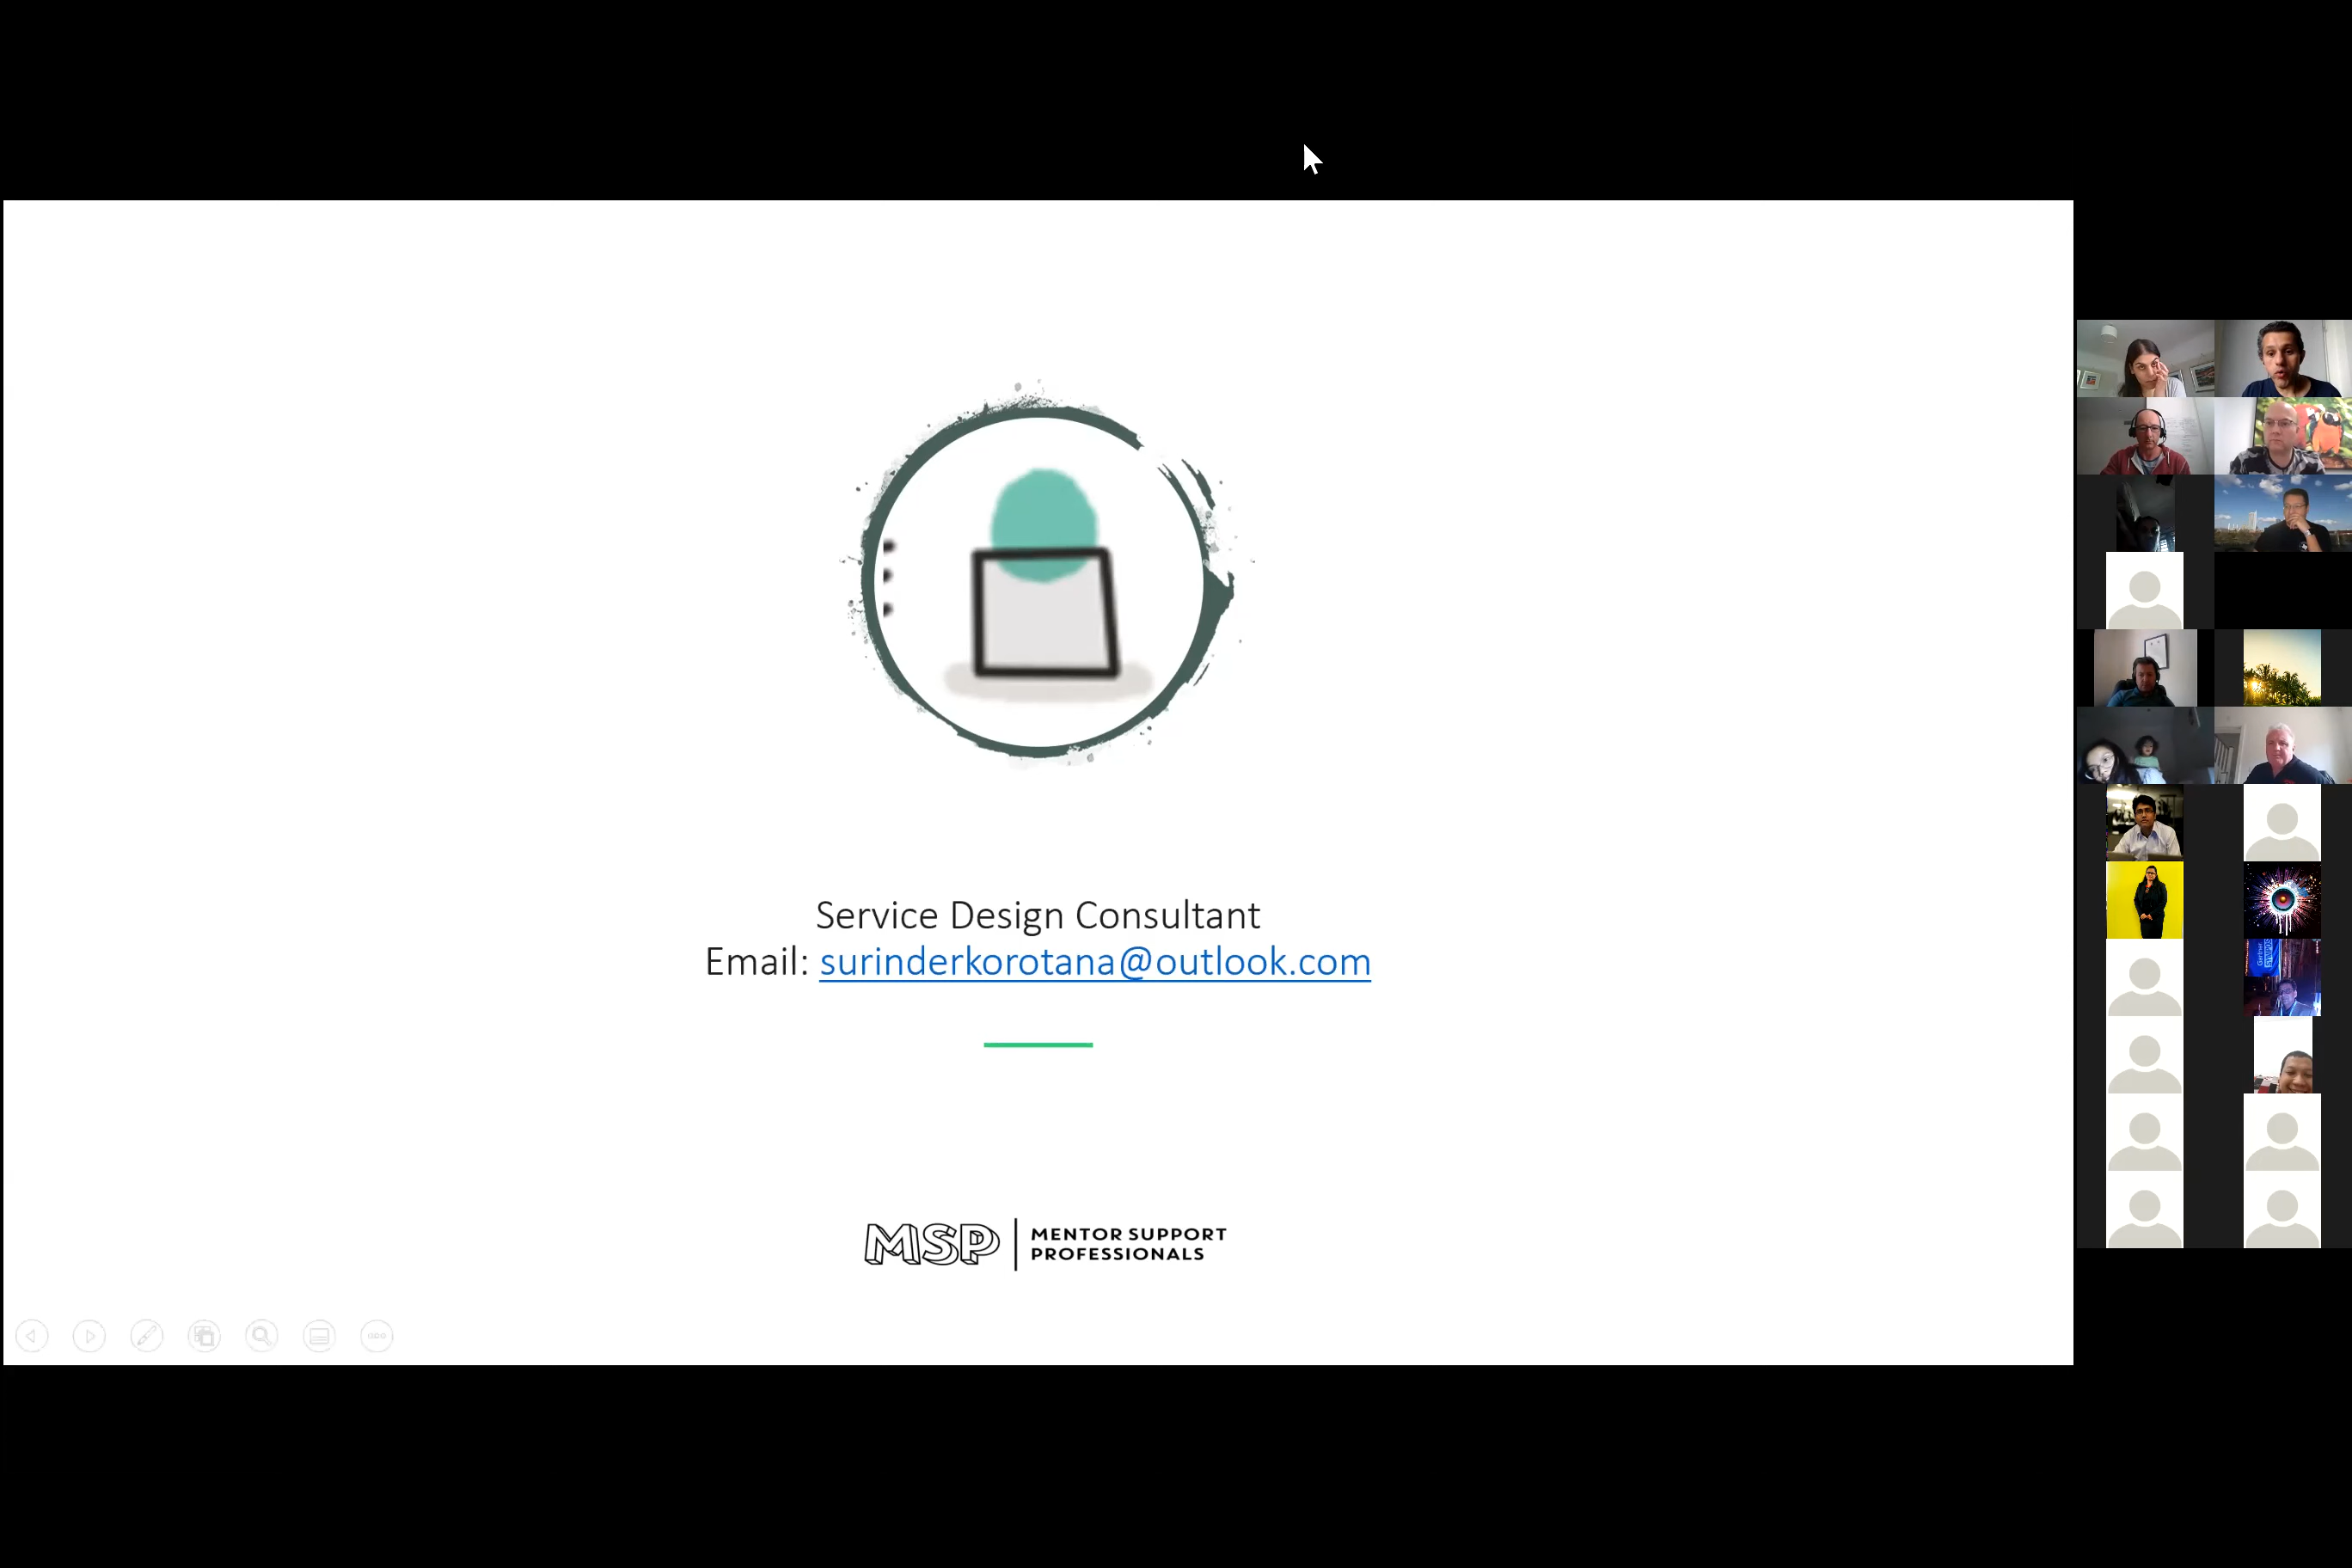 Service Design Consultant
Email: surinderkorotana@outlook.com
MSP | MENTOR SUPPORT
PROFESSIONALS